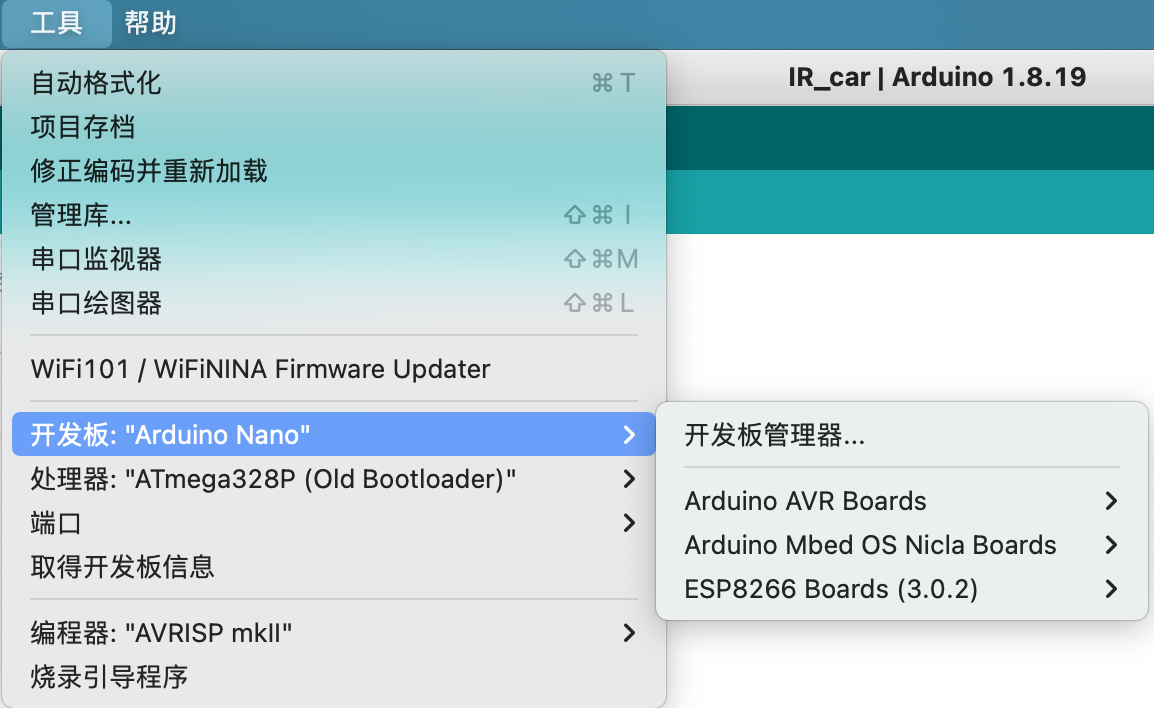 工具 帮助
IR_car | Arduino 1.8.19
自动格式化 ⌘ T
项目存档
修正编码并重新加载
管理库... ⇧ ⌘ I
串口监视器 ⇧ ⌘ M
串口绘图器 ⇧ ⌘ L
WiFi101 / WiFiNINA Firmware Updater
开发板: "Arduino Nano"
处理器: "ATmega328P (Old Bootloader)"
端口
取得开发板信息
编程器: "AVRISP mkII"
烧录引导程序
开发板管理器...
Arduino AVR Boards
Arduino Mbed OS Nicla Boards
ESP8266 Boards (3.0.2)